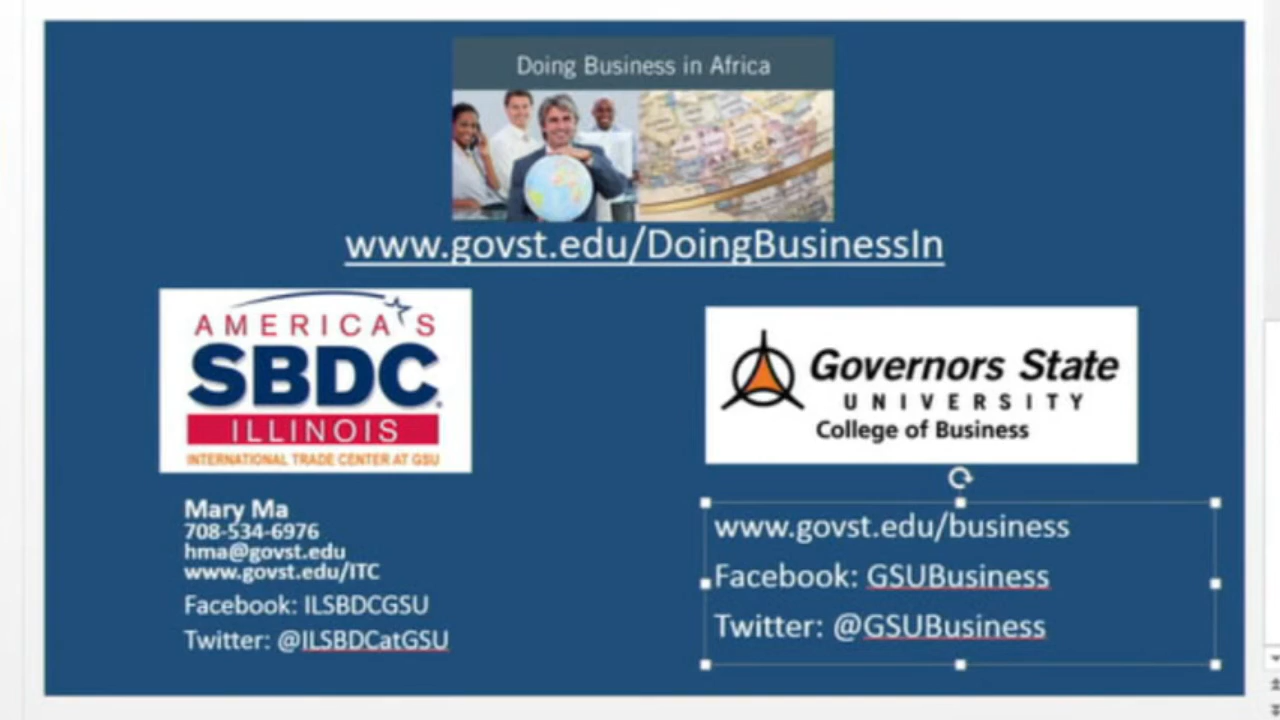 Doing Business in Africa
www.govst.edu/DoingBusinessIn
AMERICA'S
SBDC
ILLINOIS
INTERNATIONAL TRADE CENTER AT GSU
Governors State
UNIVERSITY
College of Business
Mary Ma
708-534-6976
hma@govst.edu
www.govst.edu/ITC
Facebook: ILSBDCGSU
Twitter: @ILSBDCatGSU
www.govst.edu/business
Facebook: GSUBusiness
Twitter: @GSUBusiness